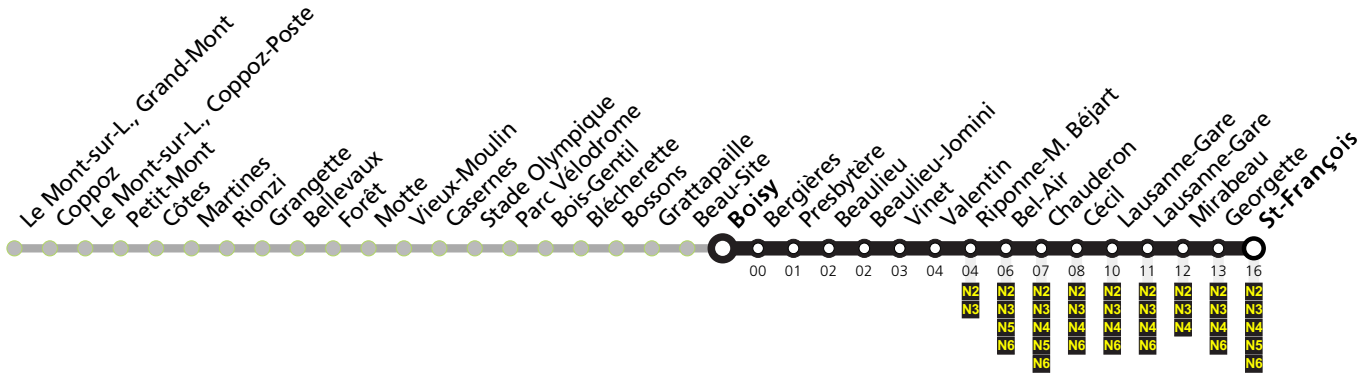 Le Mont-sur-L., Grand-Mont
Coppoz
Le Mont-sur-L., Coppoz-Poste
Petit-Mont
Côtes
Martines
Rionzi
Grangette
Bellevaux
Forêt
Motte
Vieux-Moulin
Casernes
Stade Olympique
Parc Vélodrome
Bois-Gentil
Blécherette
Bossons
Grattapaille
Beau-Site
Boisy
Bergières
Presbytère
Beaulieu
Beaulieu-Jomini
Vinet
Valentin
Riponne-M. Béjart
Bel-Air
Chauderon
Cécil
Lausanne-Gare
Lausanne-Gare
Mirabeau
Georgette
St-François
00 01 02 02 03 04 04 06 07 08 10 11 12 13 16
N2 N2 N2 N2 N2 N2 N2 N2 N2
N3 N3 N3 N3 N3 N3 N3 N3 N3
N5 N4 N4 N4 N4 N4 N4 N4
N6 N5 N6 N6 N6 N6 N5
N6 N6